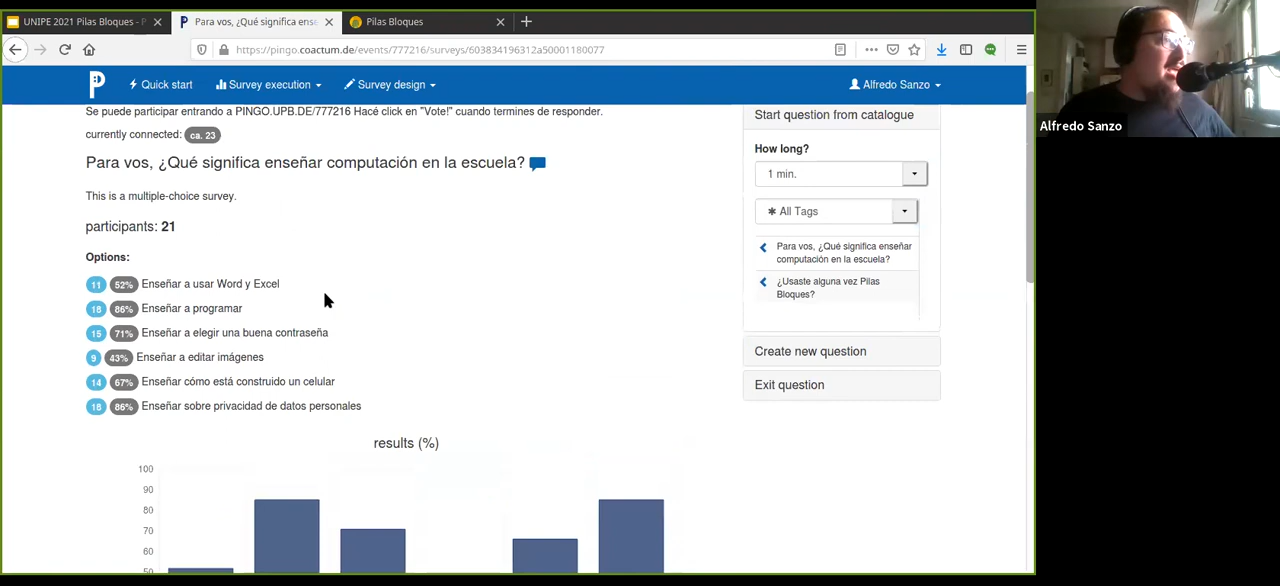 UNIPE 2021 Pilas Bloques - P
Para vos, ¿Qué significa ense
Pilas Bloques
https://pingo.coactum.de/events/777216/surveys/603834196312a50001180077
Quick start
Survey execution
Survey design
Alfredo Sanzo
Se puede participar entrando a PINGO.UPB.DE/777216 Hacé click en "Vote!" cuando termines de responder.
currently connected: ca. 23
Para vos, ¿Qué significa enseñar computación en la escuela?
This is a multiple-choice survey.
participants: 21
Options:
11 52% Enseñar a usar Word y Excel
18 86% Enseñar a programar
15 71% Enseñar a elegir una buena contraseña
9 43% Enseñar a editar imágenes
14 67% Enseñar cómo está construido un celular
18 86% Enseñar sobre privacidad de datos personales
results (%)
100
90
80
70
60
50
Start question from catalogue
How long?
1 min.
All Tags
Para vos, ¿Qué significa enseñar
computación en la escuela?
¿Usaste alguna vez Pilas
Bloques?
Create new question
Exit question
Alfredo Sanzo